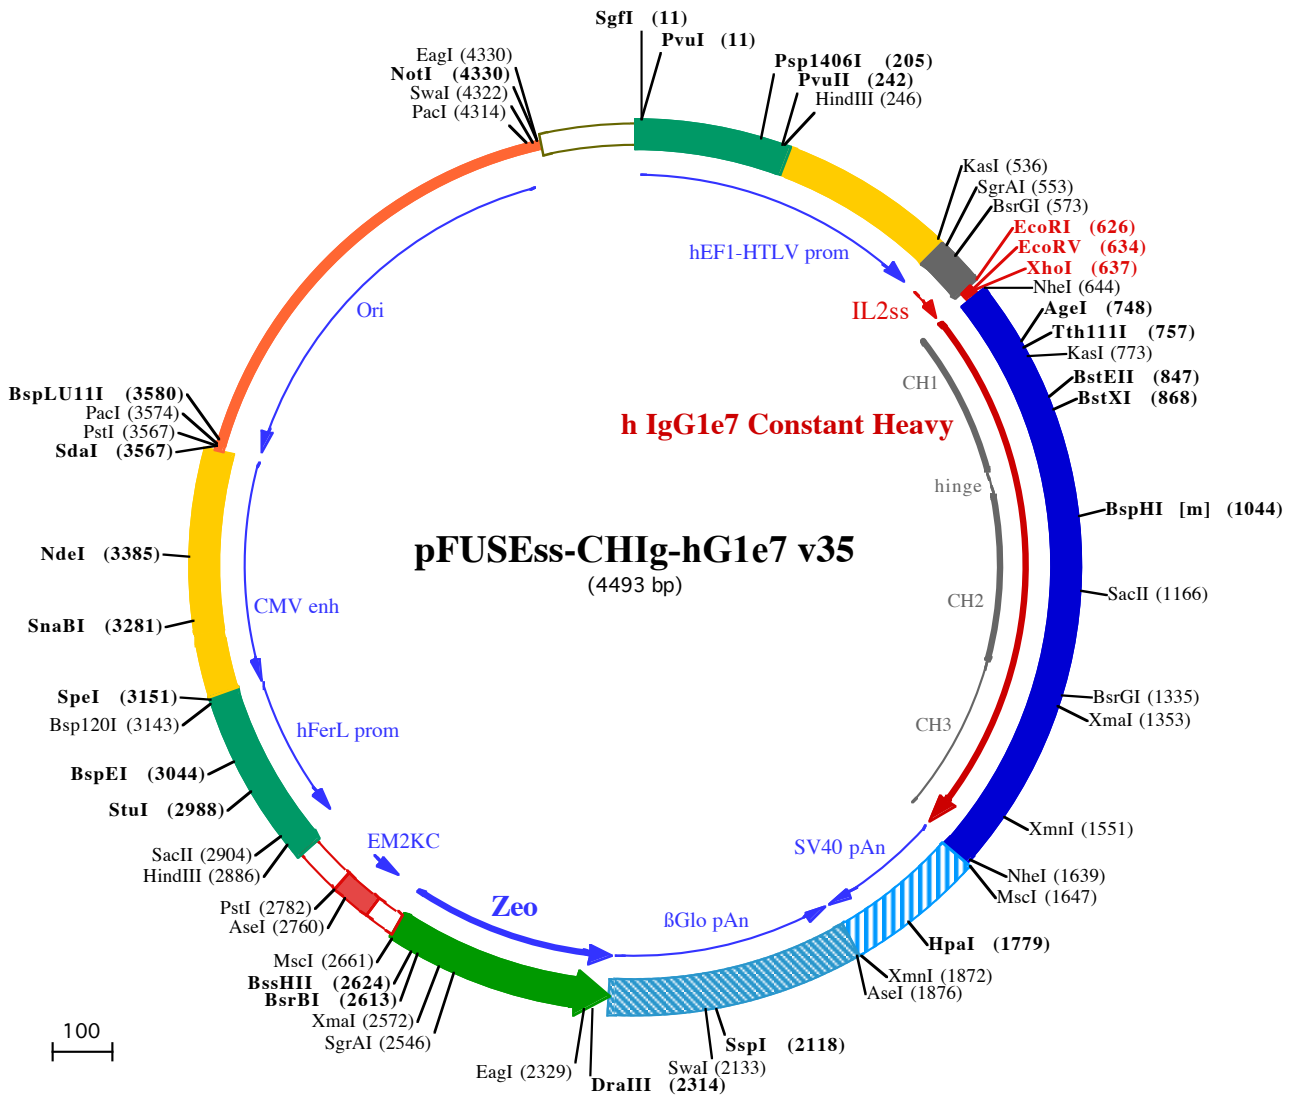 SgfI (11)
PvuI (11)
Psp1406I (205)
PvuII (242)
HindIII (246)
EagI (4330)
NotI (4330)
SwaI (4322)
PacI (4314)
KasI (536)
SgrAI (553)
BsrGI (573)
EcoRI (626)
EcoRV (634)
XhoI (637)
NheI (644)
AgeI (748)
Tth111I (757)
KasI (773)
BstEII (847)
BstXI (868)
BspHI [m] (1044)
SacII (1166)
BsrGI (1335)
XmaI (1353)
XmnI (1551)
NheI (1639)
MscI (1647)
HpaI (1779)
XmnI (1872)
AseI (1876)
SspI (2118)
SwaI (2133)
DraIII (2314)
EagI (2329)
SgrAI (2546)
XmaI (2572)
BsrBI (2613)
BssHII (2624)
MscI (2661)
AseI (2760)
PstI (2782)
HindIII (2886)
SacII (2904)
StuI (2988)
BspEI (3044)
Bsp120I (3143)
SpeI (3151)
SnaBI (3281)
NdeI (3385)
SdaI (3567)
PstI (3567)
PacI (3574)
BspLU11I (3580)
hEF1-HTLV prom
IL2ss
Ori
CH1
h IgG1e7 Constant Heavy
hinge
pFUSEss-CHIg-hG1e7 v35
(4493 bp)
CH2
CMV enh
CH3
hFerL prom
EM2KC
SV40 pAn
Zeo
ßGlo pAn
100